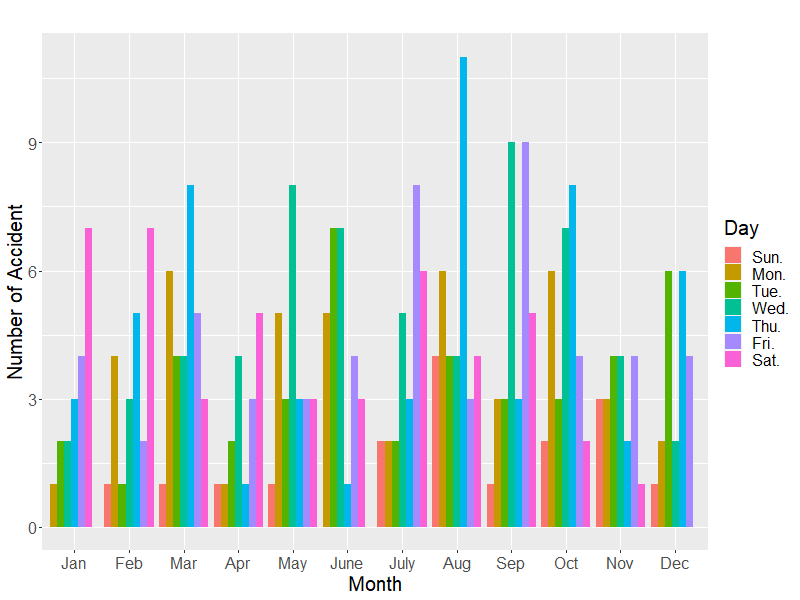 Number of Accident
9
6
3
0
Jan Feb Mar Apr May June July Aug Sep Oct Nov Dec
Month
Day
Sun.
Mon.
Tue.
Wed.
Thu.
Fri.
Sat.